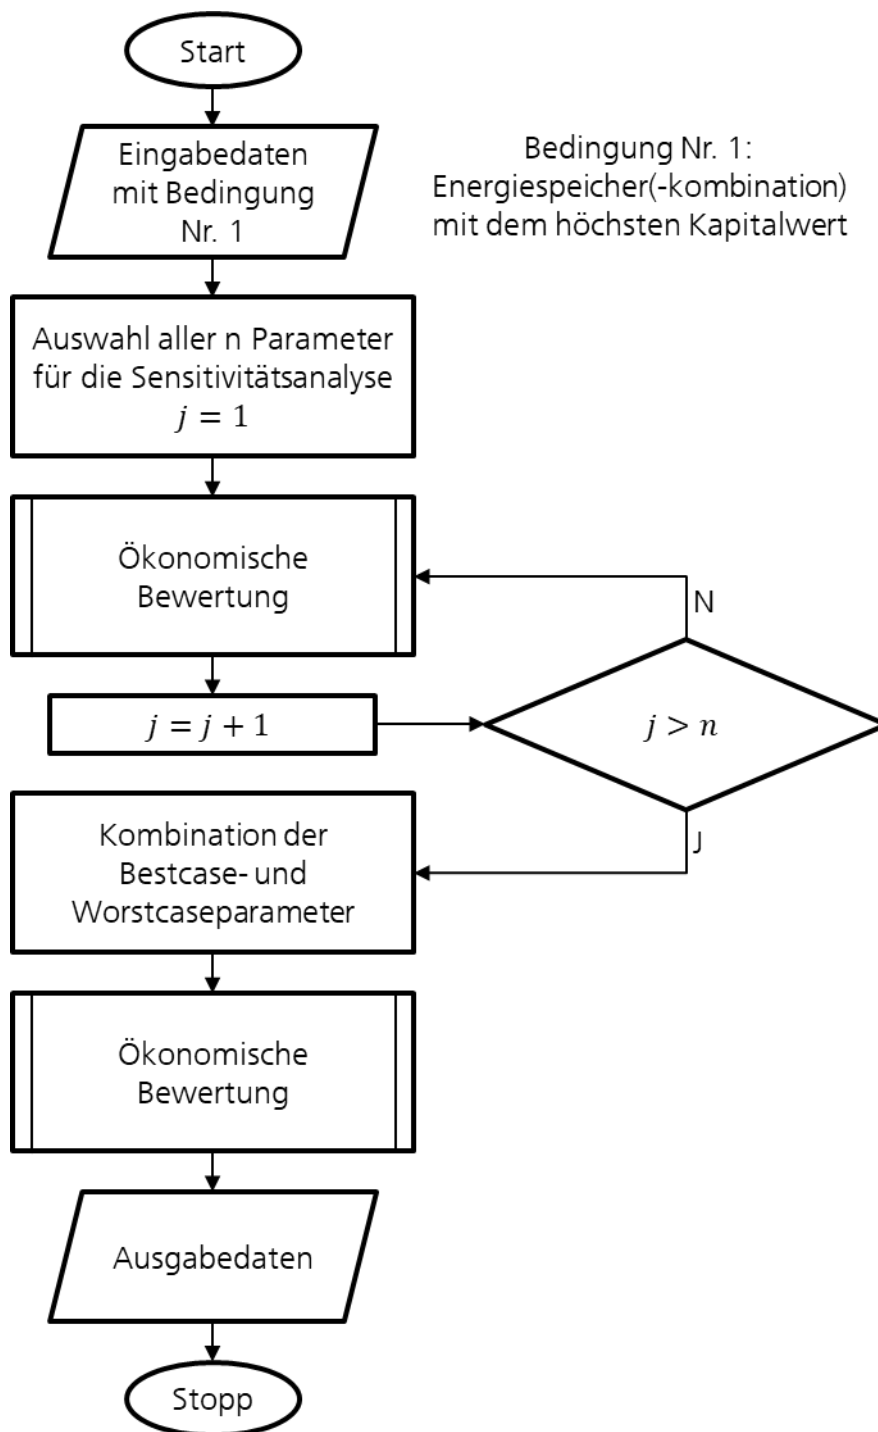 Start
Eingabedaten
mit Bedingung
Nr. 1
Bedingung Nr. 1:
Energiespeicher(-kombination)
mit dem höchsten Kapitalwert
Auswahl aller n Parameter
für die Sensitivitätsanalyse
j = 1
Ökonomische
Bewertung
N
j = j + 1
j > n
J
Kombination der
Bestcase- und
Worstcaseparameter
Ökonomische
Bewertung
Ausgabedaten
Stopp